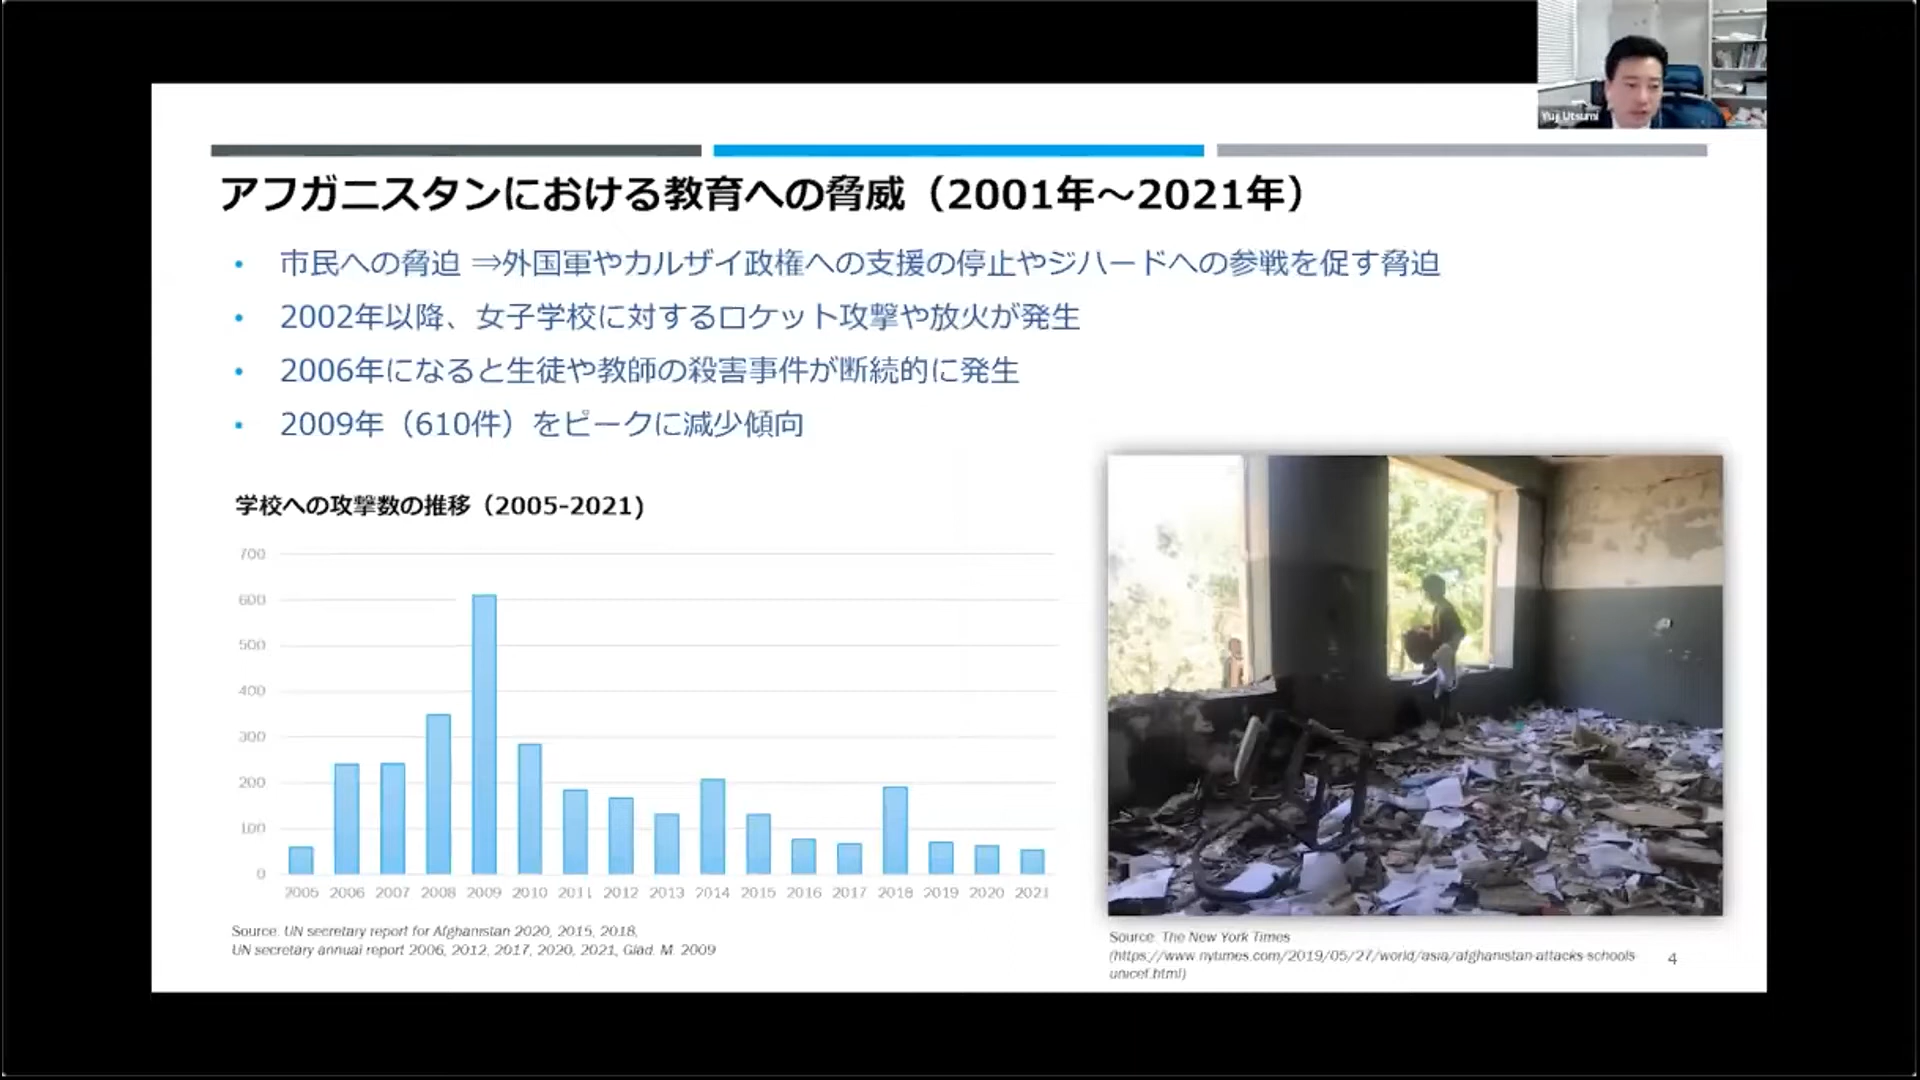 Yuji Utsumi
アフガニスタンにおける教育への脅威（2001年～2021年）
• 市民への脅迫 ⇒外国軍やカルザイ政権への支援の停止やジハードへの参戦を促す脅迫
• 2002年以降、女子学校に対するロケット攻撃や放火が発生
• 2006年になると生徒や教師の殺害事件が断続的に発生
• 2009年（610件）をピークに減少傾向
学校への攻撃数の推移（2005-2021)
700
600
500
400
300
200
100
0
2005 2006 2007 2008 2009 2010 2011 2012 2013 2014 2015 2016 2017 2018 2019 2020 2021
Source: UN secretary report for Afghanistan 2020, 2015, 2018,
UN secretary annual report 2006, 2012, 2017, 2020, 2021, Glad. M. 2009
Source: The New York Times
(https://www.nytimes.com/2019/05/27/world/asia/afghanistan-attacks-schools-
unicef.html)
4